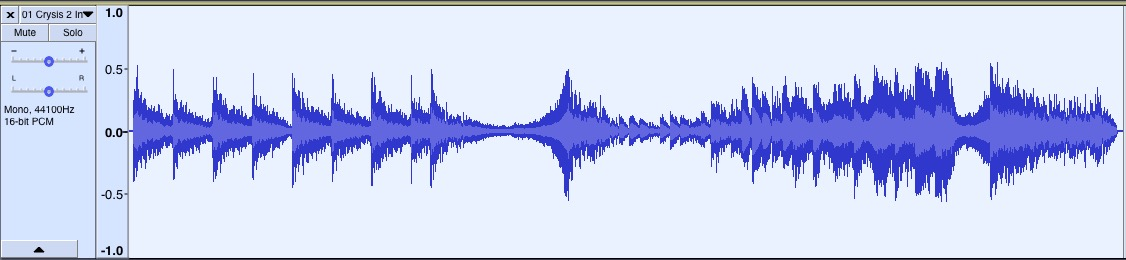 01 Crysis 2 In
Mute Solo
- +
L R
Mono, 44100Hz
16-bit PCM
1.0
0.5-
0.0-
-0.5-
-1.0